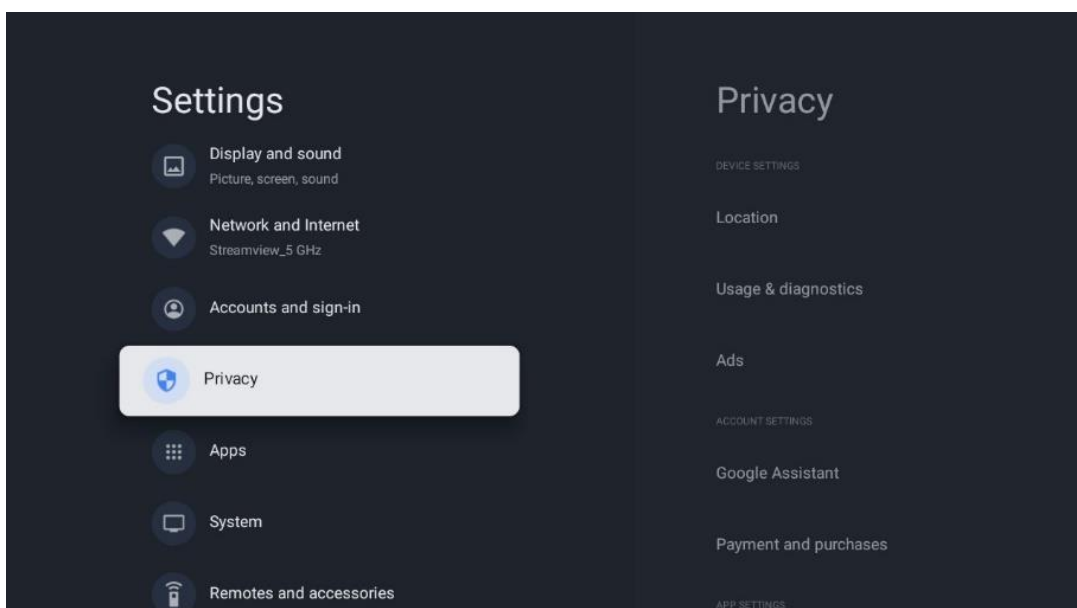 Settings
Display and sound
Picture, screen, sound
Network and Internet
Streamview_5 GHz
Accounts and sign-in
Privacy
Apps
System
Remotes and accessories
Privacy
DEVICE SETTINGS
Location
Usage & diagnostics
Ads
ACCOUNT SETTINGS
Google Assistant
Payment and purchases
APP SETTINGS